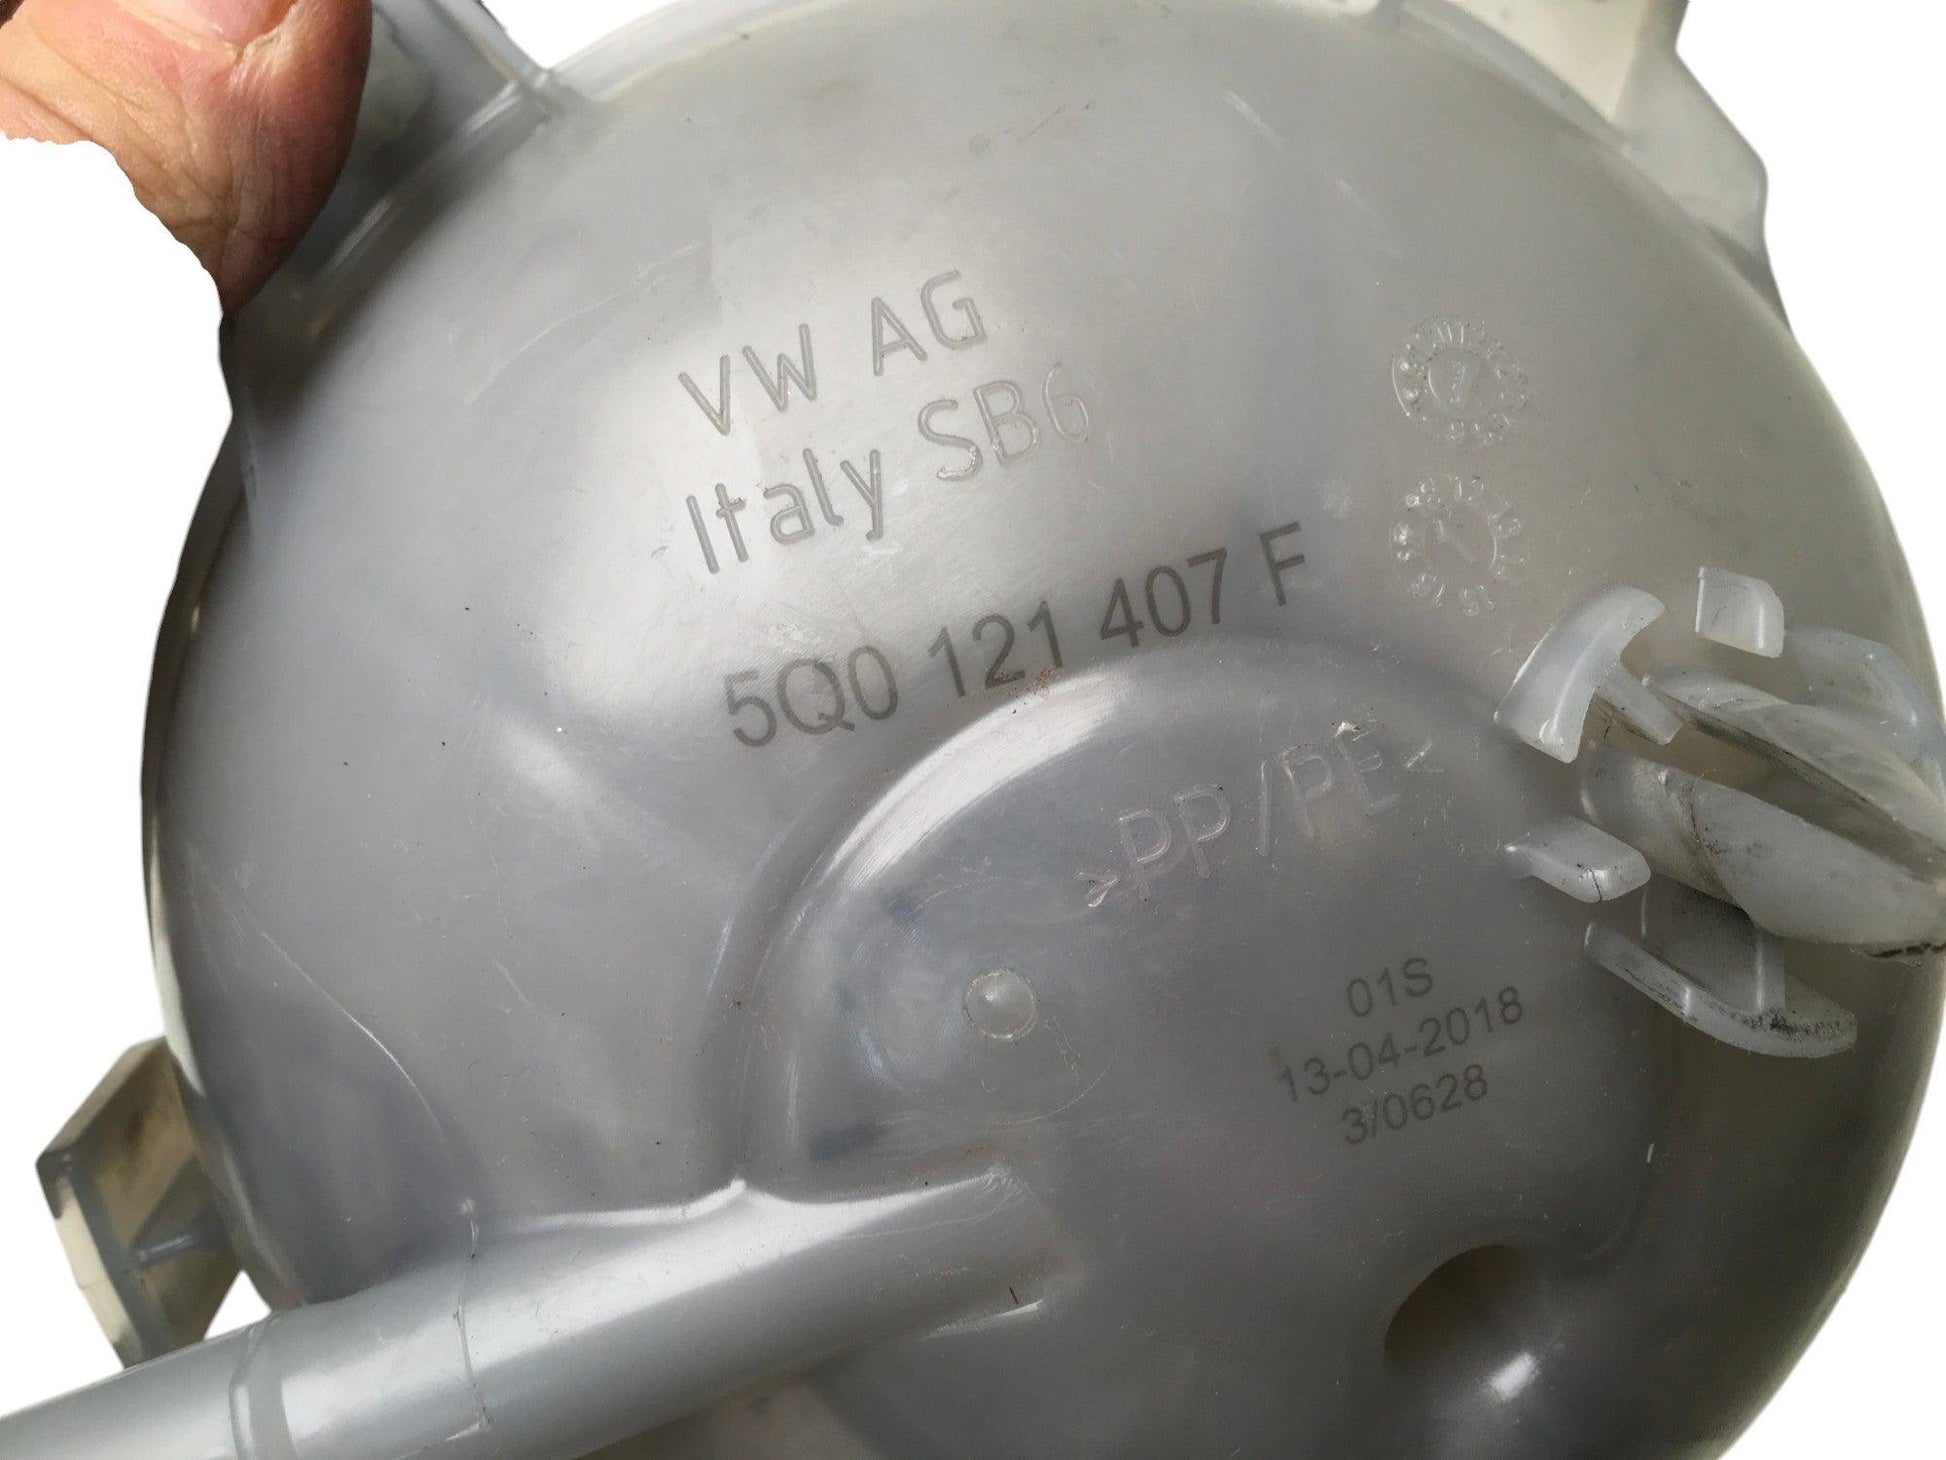 VW AG
Italy SB6
5Q0 121 407 F
>PP/PE<
01S
13-04-2018
3/0628